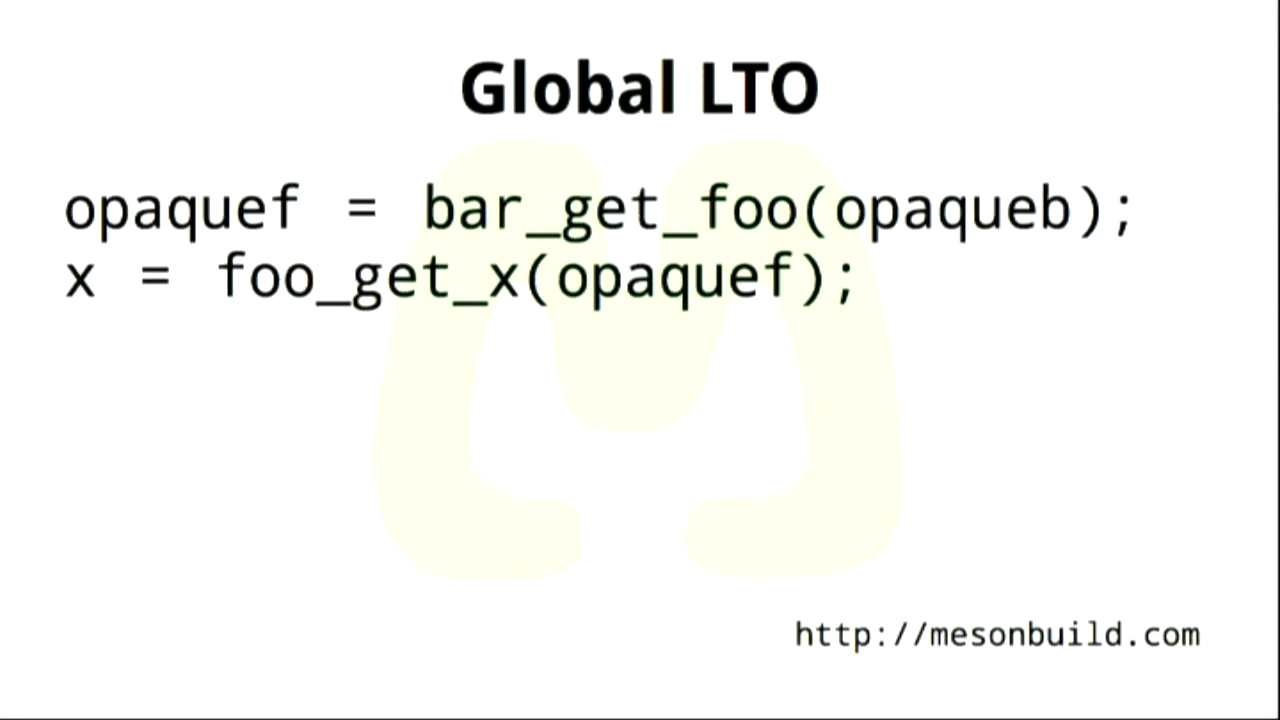 Global LTO
opaquef = bar_get_foo(opaqueb);
x = foo_get_x(opaquef);
http://mesonbuild.com